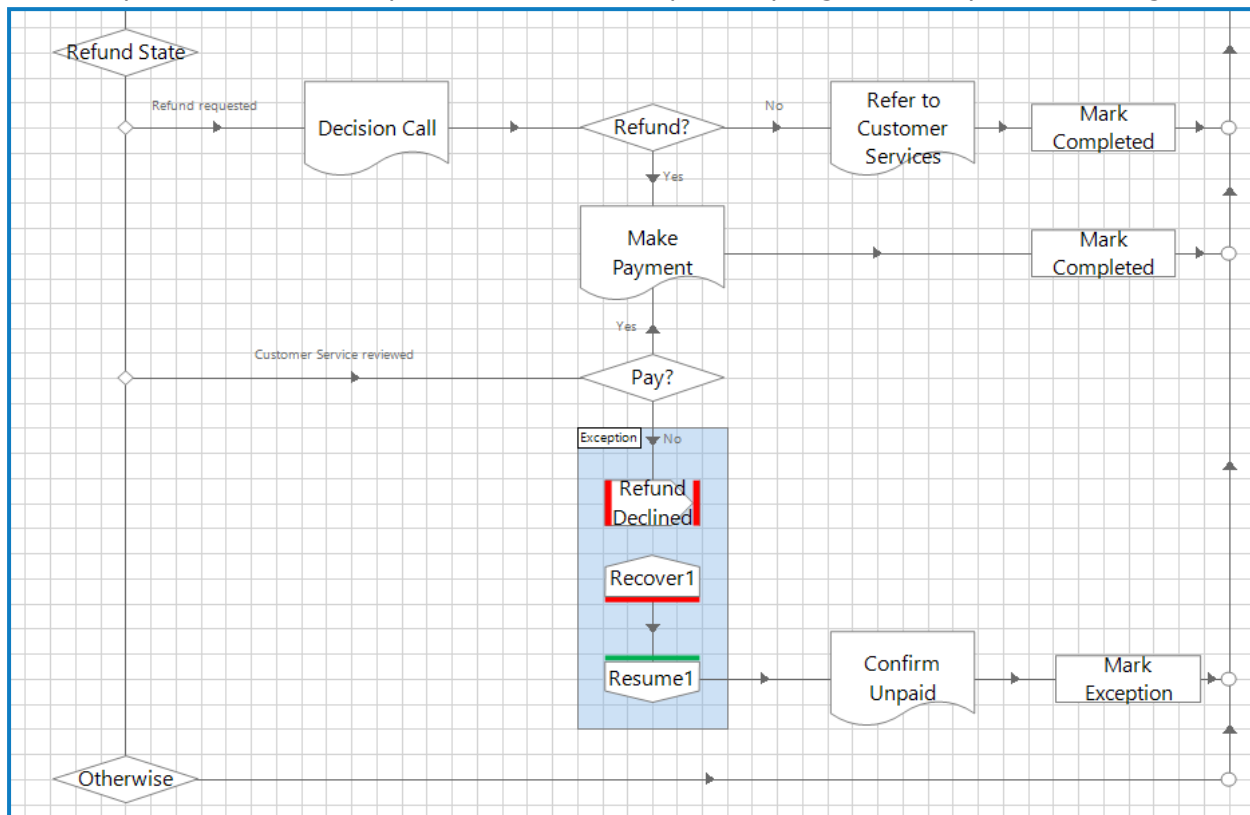 Refund State
Refund requested
Decision Call
Refund?
No
Refer to
Customer
Services
Mark
Completed
Yes
Make
Payment
Mark
Completed
Yes
Customer Service reviewed
Pay?
Exception
No
Refund
Declined
Recover1
Resume1
Confirm
Unpaid
Mark
Exception
Otherwise